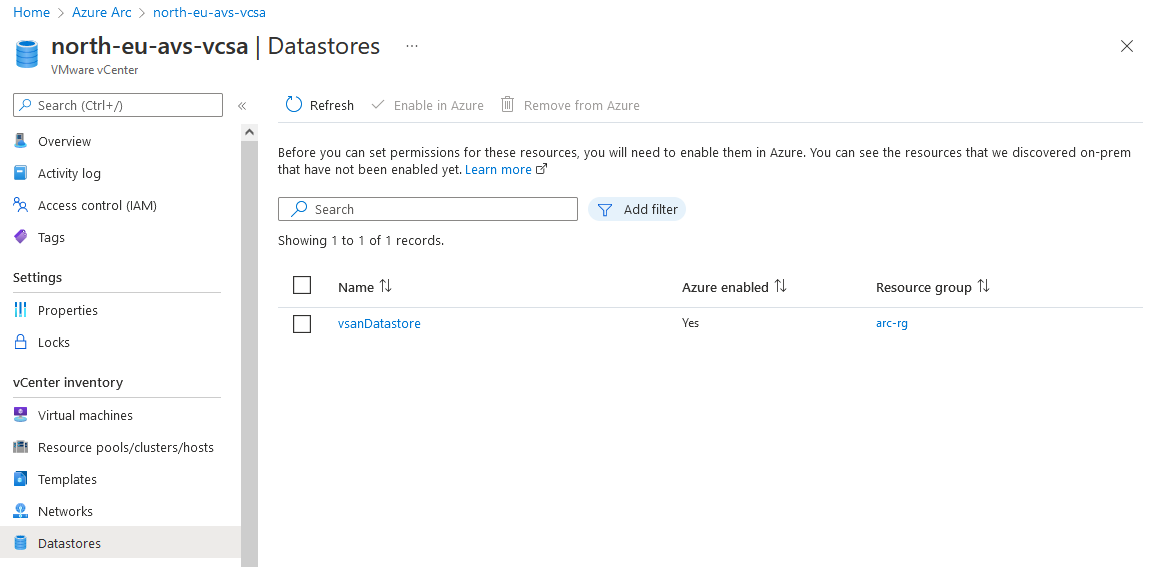 Home > Azure Arc > north-eu-avs-vcsa
north-eu-avs-vcsa | Datastores ...
VMware vCenter
Search (Ctrl+/)
«
Overview
Activity log
Access control (IAM)
Tags
Settings
Properties
Locks
vCenter inventory
Virtual machines
Resource pools/clusters/hosts
Templates
Networks
Datastores
Refresh Enable in Azure Remove from Azure
Before you can set permissions for these resources, you will need to enable them in Azure. You can see the resources that we discovered on-prem
that have not been enabled yet. Learn more
Search Add filter
Showing 1 to 1 of 1 records.
Name Azure enabled Resource group
vsanDatastore Yes arc-rg